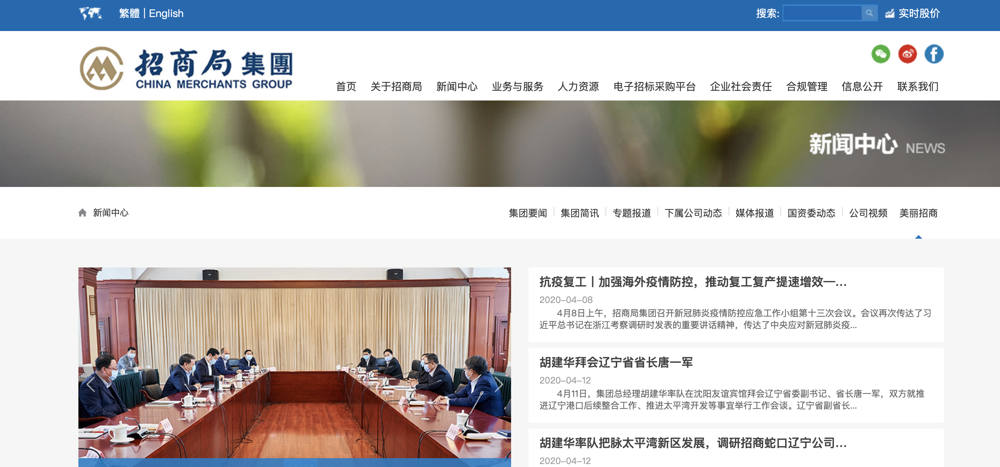 繁體 | English
搜索:
实时股价
招商局集團
CHINA MERCHANTS GROUP
首页 关于招商局 新闻中心 业务与服务 人力资源 电子招标采购平台 企业社会责任 合规管理 信息公开 联系我们
新闻中心 NEWS
新闻中心
集团要闻 集团简讯 专题报道 下属公司动态 媒体报道 国资委动态 公司视频 美丽招商
抗疫复工丨加强海外疫情防控，推动复工复产提速增效—...
2020-04-08
4月8日上午，招商局集团召开新冠肺炎疫情防控应急工作小组第十三次会议。会议再次传达了习
近平总书记在浙江考察调研时发表的重要讲话精神，传达了中央应对新冠肺炎疫...
胡建华拜会辽宁省省长唐一军
2020-04-12
4月11日，集团总经理胡建华率队在沈阳友谊宾馆拜会辽宁省委副书记、省长唐一军，双方就推
进辽宁港口后续整合工作、推进太平湾开发等事宜举行工作会谈。辽宁省副省长...
胡建华率队把脉太平湾新区发展，调研招商蛇口辽宁公司...
2020-04-12